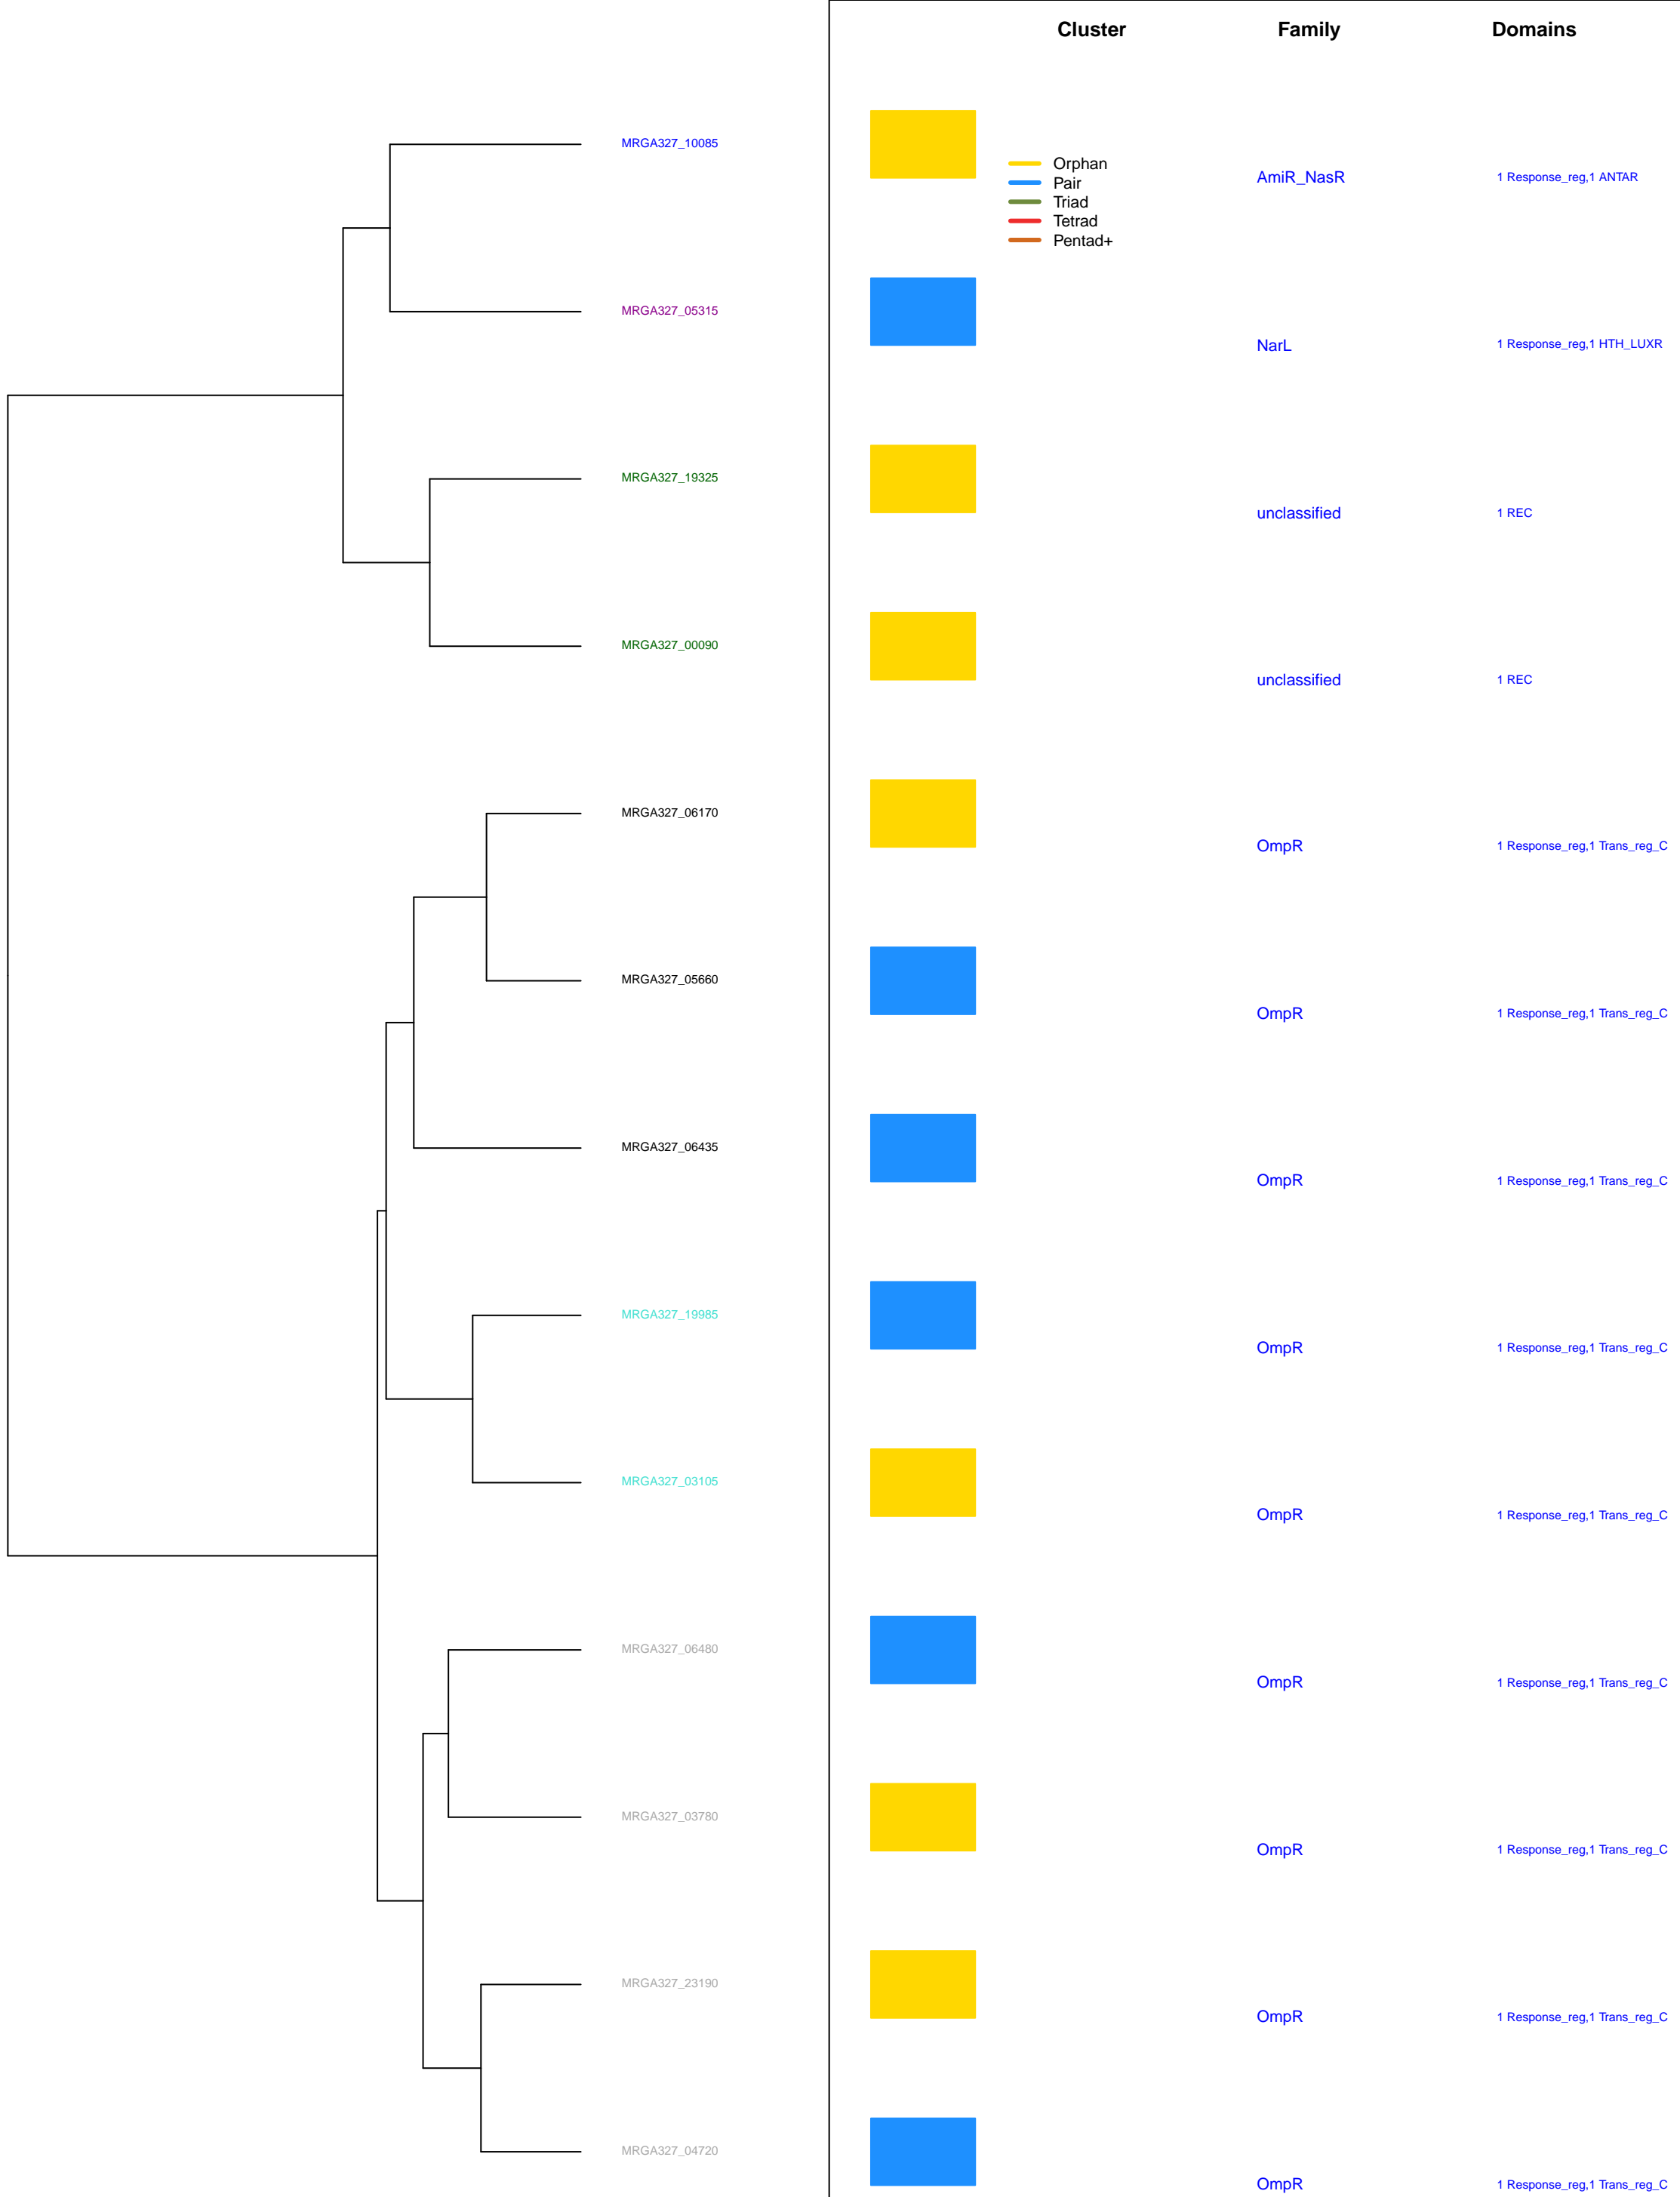 Cluster Family Domains
MRGA327_10085
Orphan
Pair
Triad
Tetrad
Pentad+
AmiR_NasR 1 Response_reg,1 ANTAR
MRGA327_05315
NarL 1 Response_reg,1 HTH_LUXR
MRGA327_19325
unclassified 1 REC
MRGA327_00090
unclassified 1 REC
MRGA327_06170
OmpR 1 Response_reg,1 Trans_reg_C
MRGA327_05660
OmpR 1 Response_reg,1 Trans_reg_C
MRGA327_06435
OmpR 1 Response_reg,1 Trans_reg_C
MRGA327_19985
OmpR 1 Response_reg,1 Trans_reg_C
MRGA327_03105
OmpR 1 Response_reg,1 Trans_reg_C
MRGA327_06480
OmpR 1 Response_reg,1 Trans_reg_C
MRGA327_03780
OmpR 1 Response_reg,1 Trans_reg_C
MRGA327_23190
OmpR 1 Response_reg,1 Trans_reg_C
MRGA327_04720
OmpR 1 Response_reg,1 Trans_reg_C